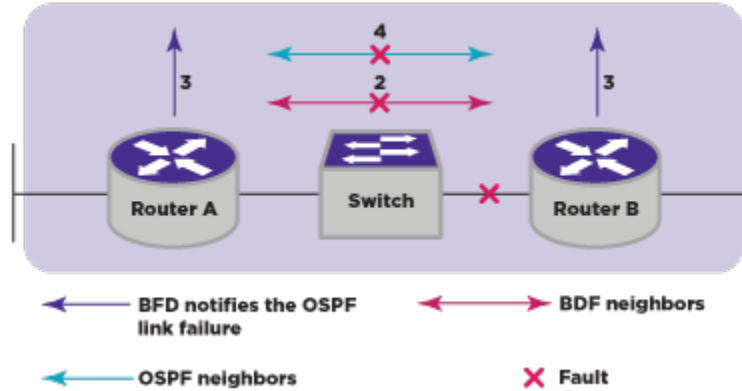 4
3
2
3
Router A
Switch
Router B
BFD notifies the OSPF
link failure
BDF neighbors
OSPF neighbors
Fault